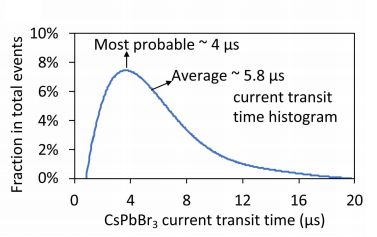 10%
8%
6%
4%
2%
0%
Fraction in total events
Most probable ~ 4 μs
Average ~ 5.8 μs
current transit
time histogram
0 4 8 12 16 20
CsPbBr₃ current transit time (μs)